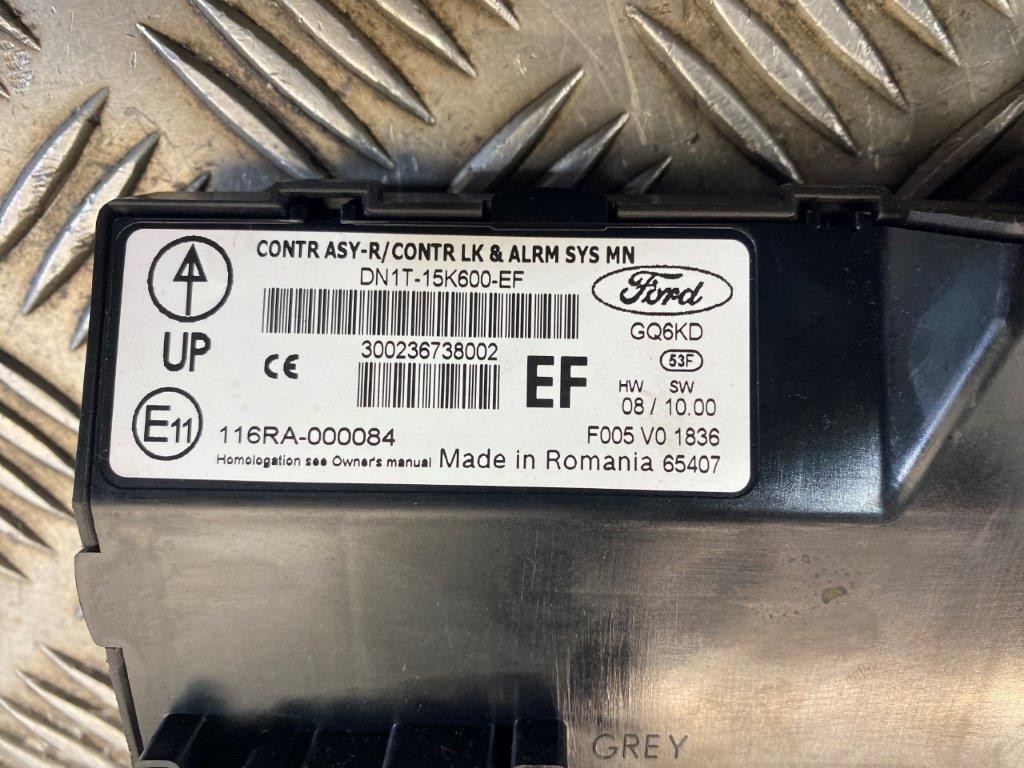 CONTR ASY-R/CONTR LK & ALRM SYS MN
DN1T-15K600-EF
Ford
UP
GQ6KD
300236738002
53F
CE
EF
HW SW
08 / 10.00
E11
116RA-000084
F005 V0 1836
Homologation see Owner's manual Made in Romania 65407
GREY